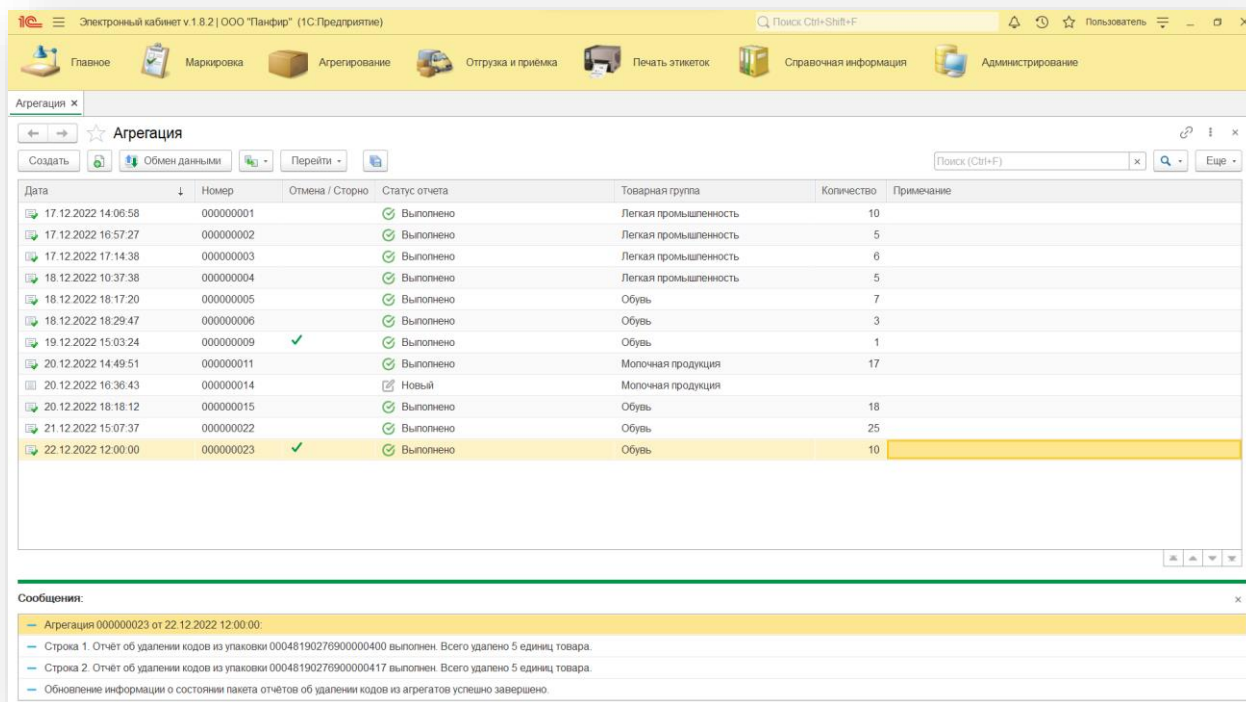 1С Электронный кабинет v.1.8.2 | ООО "Панфир" (1С:Предприятие) Поиск Ctrl+Shift+F Пользователь
Главное Маркировка Агрегирование Отгрузка и приёмка Печать этикеток Справочная информация Администрирование
Агрегация ×
Агрегация
Создать Обмен данными Перейти Поиск (Ctrl+F) × Еще
Дата ↓ Номер Отмена / Сторно Статус отчета Товарная группа Количество Примечание
17.12.2022 14:06:58 000000001 Выполнено Легкая промышленность 10
17.12.2022 16:57:27 000000002 Выполнено Легкая промышленность 5
17.12.2022 17:14:38 000000003 Выполнено Легкая промышленность 6
18.12.2022 10:37:38 000000004 Выполнено Легкая промышленность 5
18.12.2022 18:17:20 000000005 Выполнено Обувь 7
18.12.2022 18:29:47 000000006 Выполнено Обувь 3
19.12.2022 15:03:24 000000009 Выполнено Обувь 1
20.12.2022 14:49:51 000000011 Выполнено Молочная продукция 17
20.12.2022 16:36:43 000000014 Новый Молочная продукция
20.12.2022 18:18:12 000000015 Выполнено Обувь 18
21.12.2022 15:07:37 000000022 Выполнено Обувь 25
22.12.2022 12:00:00 000000023 Выполнено Обувь 10
Сообщения:
Агрегация 000000023 от 22.12.2022 12:00:00:
Строка 1. Отчёт об удалении кодов из упаковки 00048190276900000400 выполнен. Всего удалено 5 единиц товара.
Строка 2. Отчёт об удалении кодов из упаковки 00048190276900000417 выполнен. Всего удалено 5 единиц товара.
Обновление информации о состоянии пакета отчётов об удалении кодов из агрегатов успешно завершено.